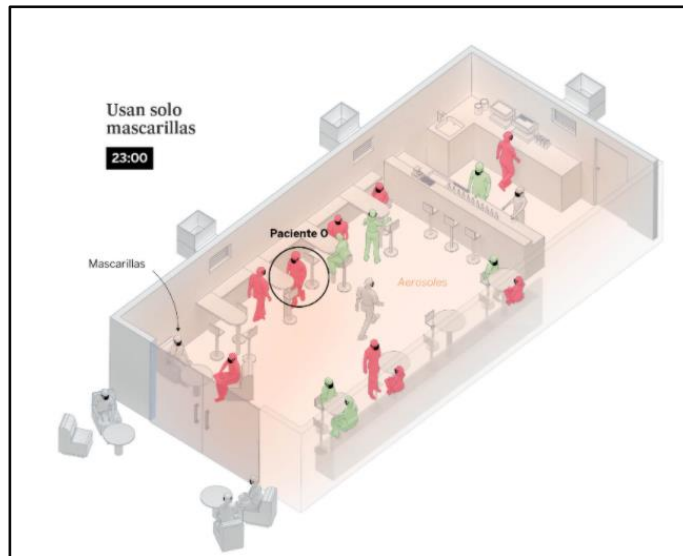 Usan solo
mascarillas
23:00
Paciente 0
Mascarillas
Aerosoles